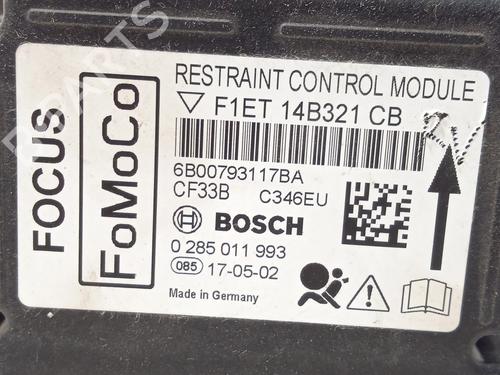 FOCUS
FoMoCo
RESTRAINT CONTROL MODULE
F1ET 14B321 CB
6B00793117BA
CF33B C346EU
BOSCH
0 285 011 993
085 17-05-02
Made in Germany